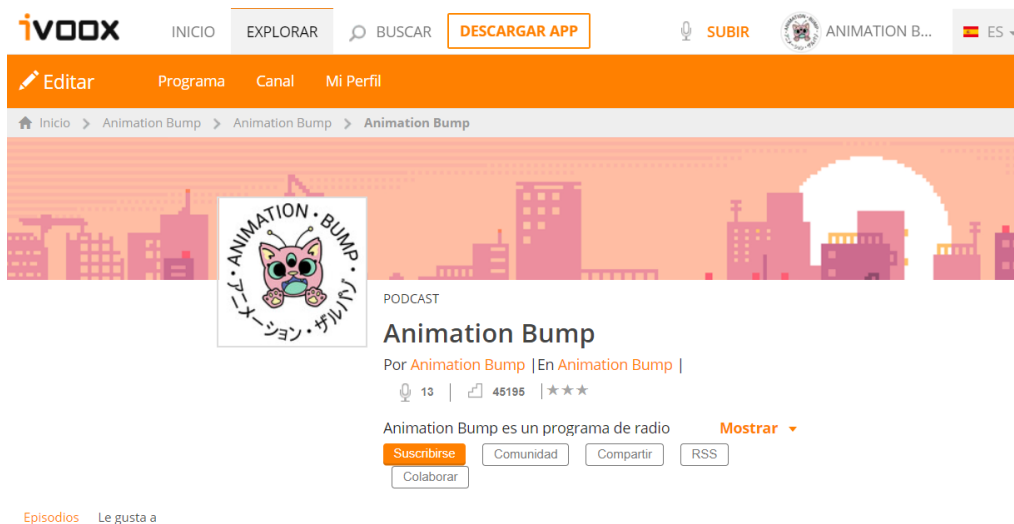 ivoox INICIO EXPLORAR BUSCAR DESCARGAR APP SUBIR ANIMATION B... ES
Editar Programa Canal Mi Perfil
Inicio Animation Bump Animation Bump Animation Bump
• ANIMATION • BUMP •
アニメーション・ザ・バンプ
PODCAST
Animation Bump
Por Animation Bump |En Animation Bump |
13 | 45195 |★★★
Animation Bump es un programa de radio Mostrar
Suscribirse Comunidad Compartir RSS
Colaborar
Episodios Le gusta a